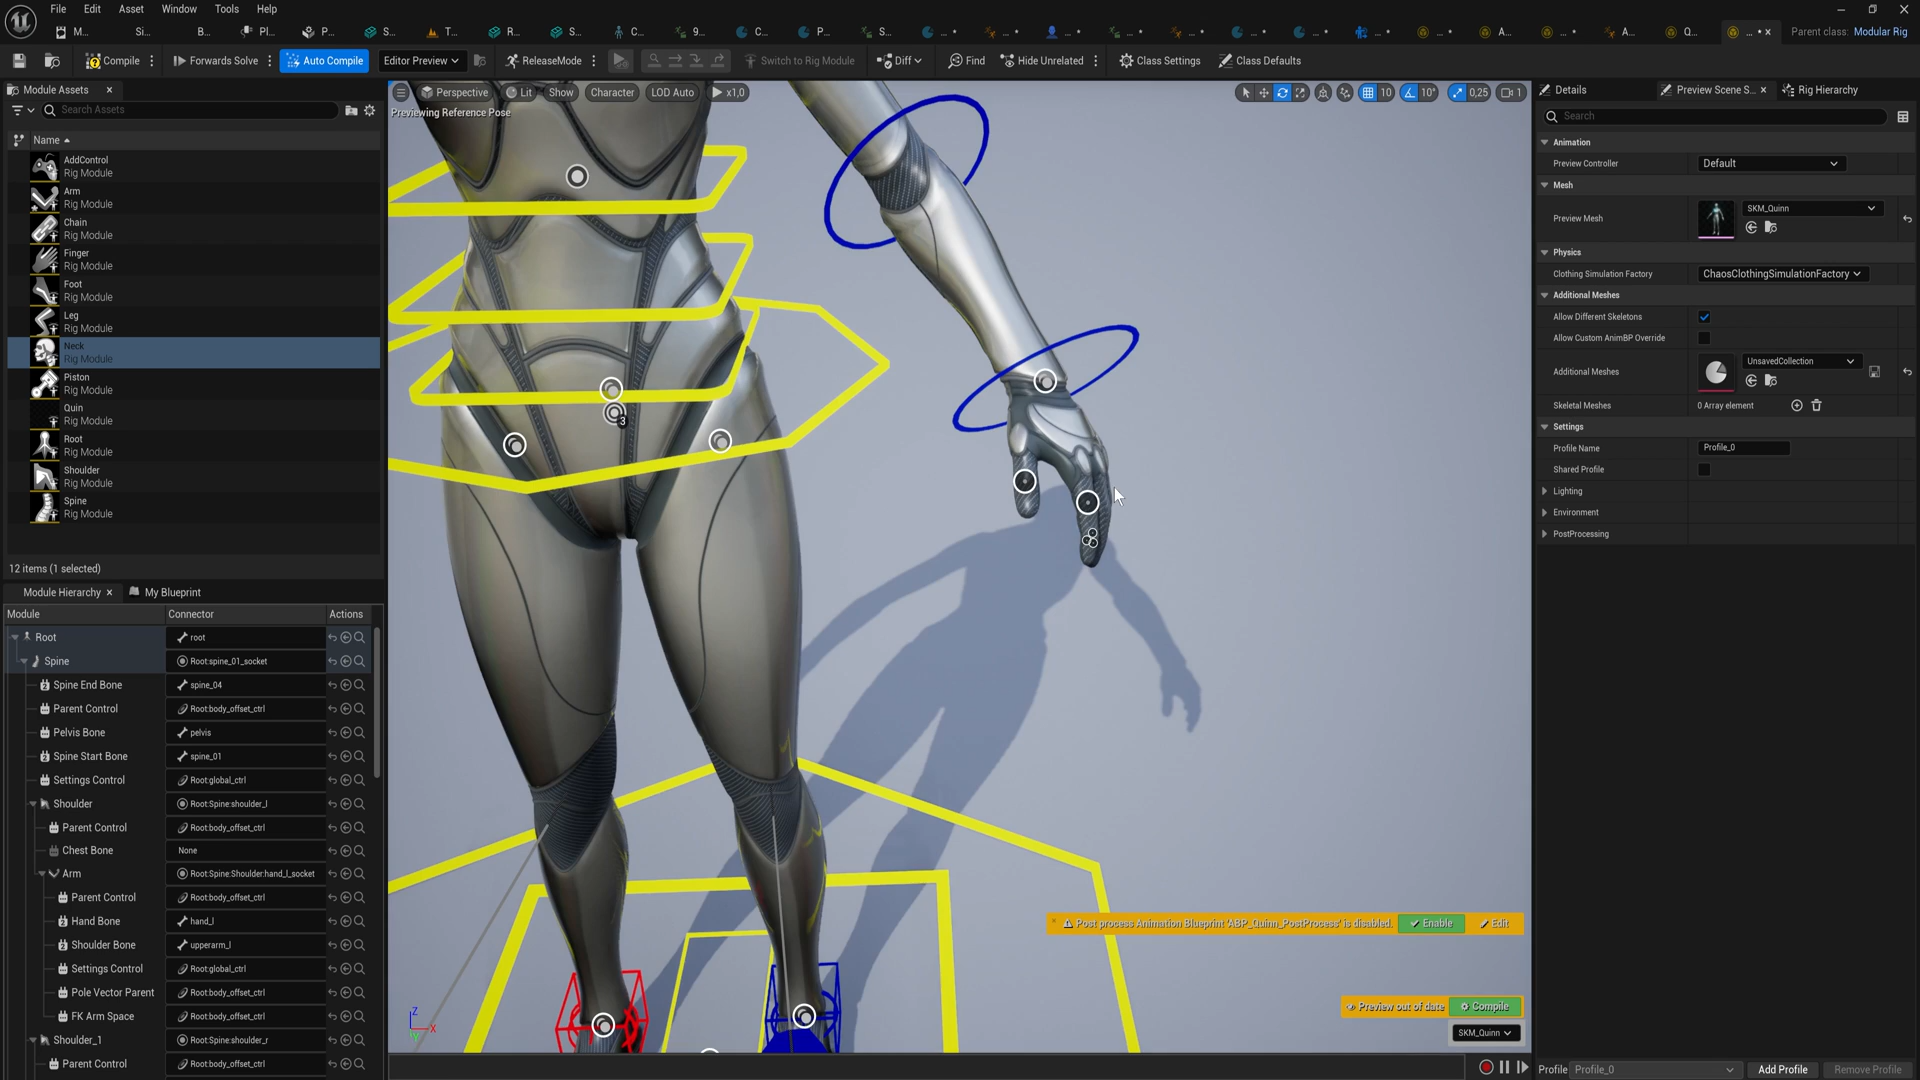 File Edit Asset Window Tools Help
M... Si... B... Pl... P... S... T... R... S... C... 9... C... P... S... A... A... Q... Parent class: Modular Rig
Compile Forwards Solve Auto Compile Editor Preview ReleaseMode Switch to Rig Module Diff Find Hide Unrelated Class Settings Class Defaults
Module Assets
Search Assets
Name
AddControl
Rig Module
Arm
Rig Module
Chain
Rig Module
Finger
Rig Module
Foot
Rig Module
Leg
Rig Module
Neck
Rig Module
Piston
Rig Module
Quin
Rig Module
Root
Rig Module
Shoulder
Rig Module
Spine
Rig Module
12 items (1 selected)
Module Hierarchy My Blueprint
Module Connector Actions
Root root
Spine Root:spine_01_socket
Spine End Bone spine_04
Parent Control Root:body_offset_ctrl
Pelvis Bone pelvis
Spine Start Bone spine_01
Settings Control Root:global_ctrl
Shoulder Root:Spine:shoulder_l
Parent Control Root:body_offset_ctrl
Chest Bone None
Arm Root:Spine:Shoulder:hand_l_socket
Parent Control Root:body_offset_ctrl
Hand Bone hand_l
Shoulder Bone upperarm_l
Settings Control Root:global_ctrl
Pole Vector Parent Root:body_offset_ctrl
FK Arm Space Root:body_offset_ctrl
Shoulder_1 Root:Spine:shoulder_r
Parent Control Root:body_offset_ctrl
Perspective Lit Show Character LOD Auto x1,0 10 10° 0,25 1
Previewing Reference Pose
3
Post process Animation Blueprint 'ABP_Quinn_PostProcess' is disabled. Enable Edit
Preview out of date Compile
SKM_Quinn
Z X Y
Details Preview Scene S... Rig Hierarchy
Search
Animation
Preview Controller Default
Mesh
Preview Mesh SKM_Quinn
Physics
Clothing Simulation Factory ChaosClothingSimulationFactory
Additional Meshes
Allow Different Skeletons
Allow Custom AnimBP Override
Additional Meshes UnsavedCollection
Skeletal Meshes 0 Array element
Settings
Profile Name Profile_0
Shared Profile
Lighting
Environment
PostProcessing
Profile Profile_0 Add Profile Remove Profile